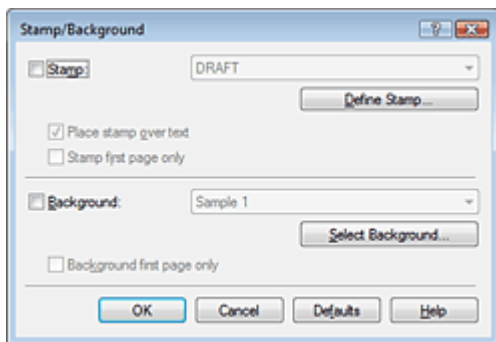 Stamp/Background
Stamp: DRAFT
Define Stamp...
Place stamp over text
Stamp first page only
Background: Sample 1
Select Background...
Background first page only
OK Cancel Defaults Help